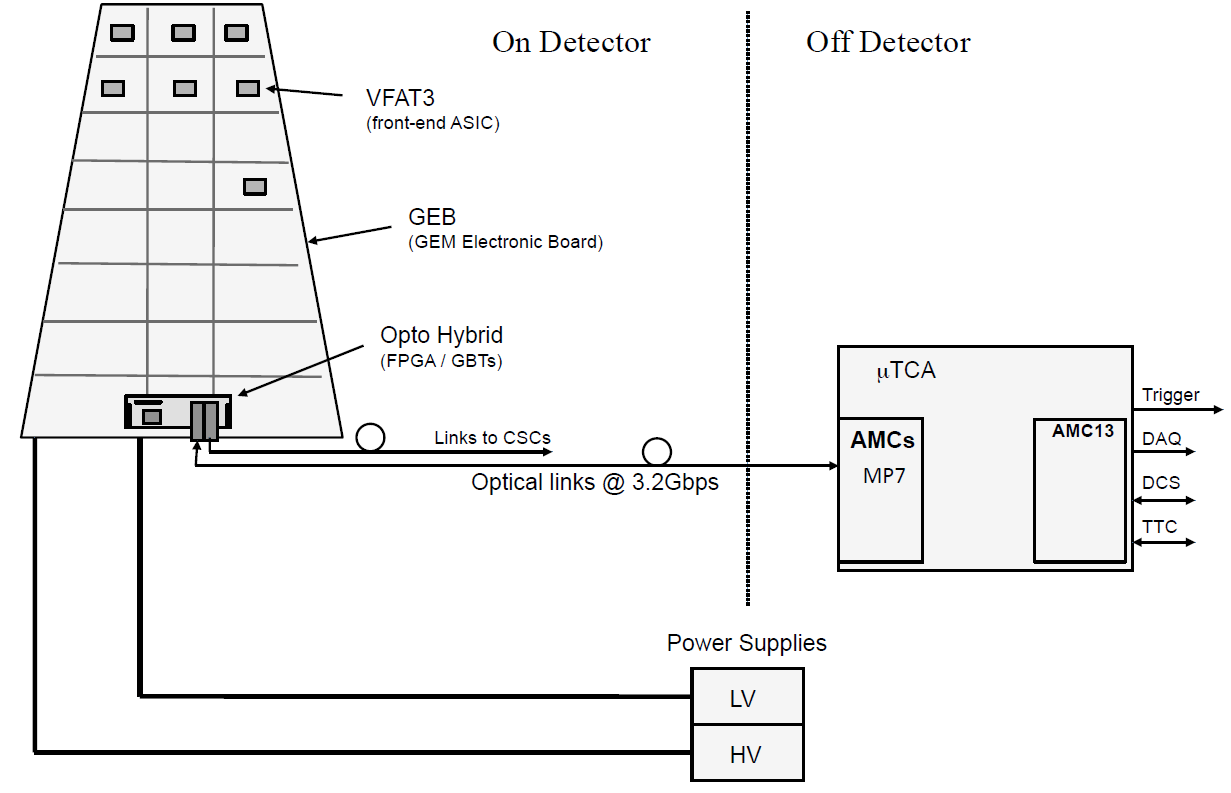 On Detector
Off Detector
VFAT3
(front-end ASIC)
GEB
(GEM Electronic Board)
Opto Hybrid
(FPGA / GBTs)
Links to CSCs
Optical links @ 3.2Gbps
μTCA
AMCs
MP7
AMC13
Trigger
DAQ
DCS
TTC
Power Supplies
LV
HV